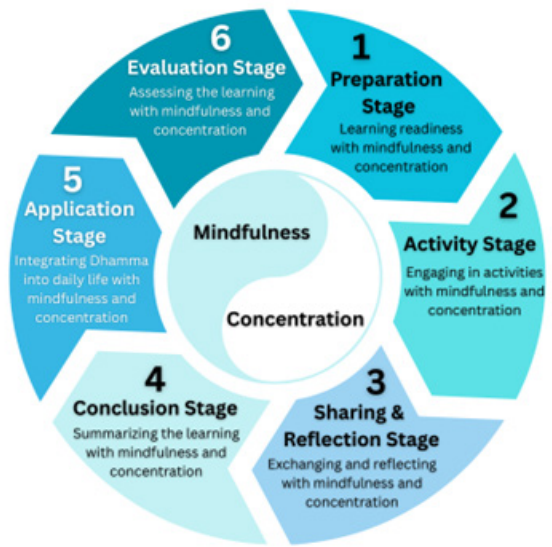 1
Preparation
Stage
Learning readiness
with mindfulness and
concentration
2
Activity Stage
Engaging in activities
with mindfulness and
concentration
3
Sharing &
Reflection Stage
Exchanging and reflecting
with mindfulness and
concentration
4
Conclusion Stage
Summarizing the learning
with mindfulness and
concentration
5
Application
Stage
Integrating Dhamma
into daily life with
mindfulness and
concentration
6
Evaluation Stage
Assessing the learning
with mindfulness and
concentration
Mindfulness
Concentration